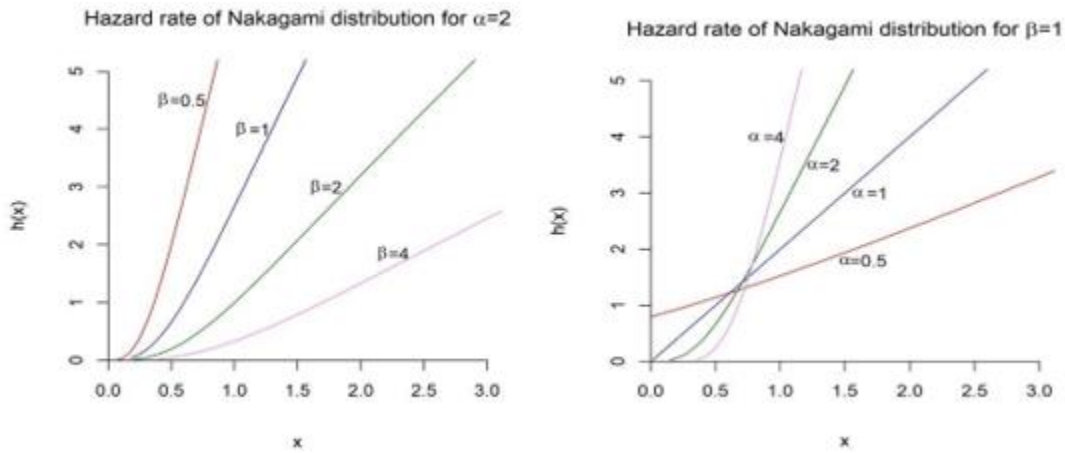 Hazard rate of Nakagami distribution for α=2
h(x)
5
4
3
2
1
0
β=0.5
β=1
β=2
β=4
0.0 0.5 1.0 1.5 2.0 2.5 3.0
x
Hazard rate of Nakagami distribution for β=1
h(x)
5
4
3
2
1
0
α=4
α=2
α=1
α=0.5
0.0 0.5 1.0 1.5 2.0 2.5 3.0
x